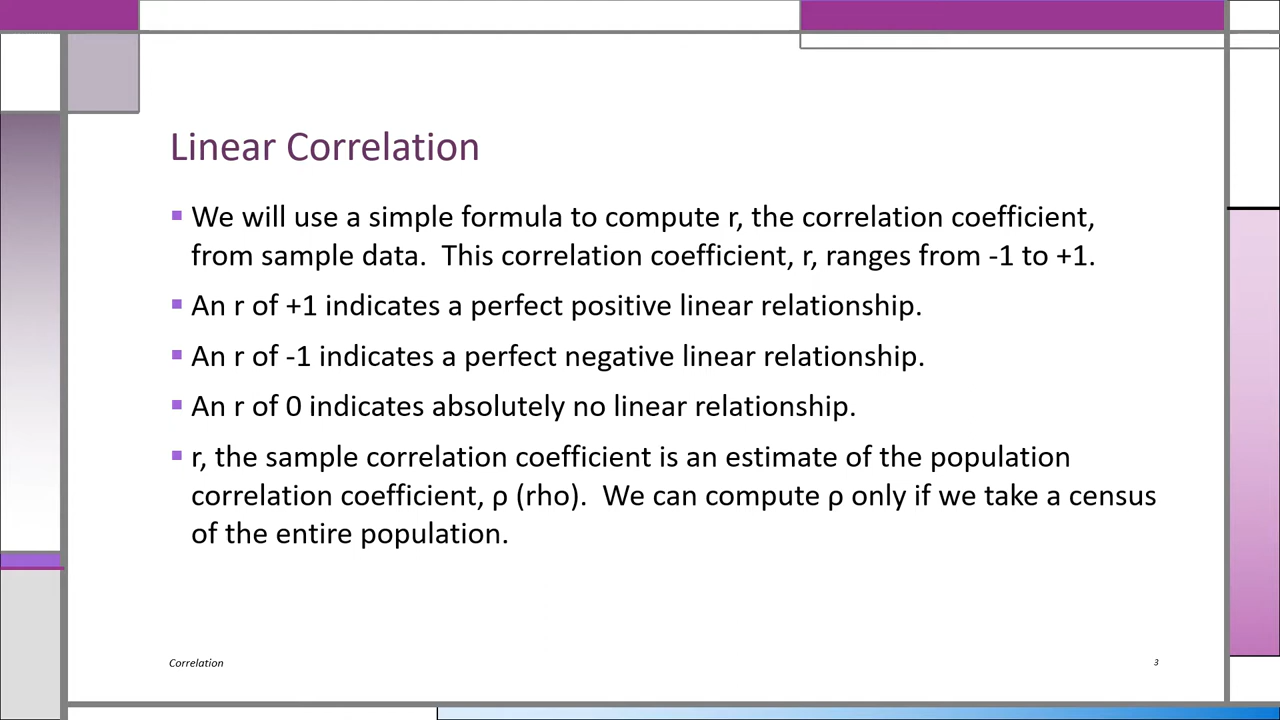 Linear Correlation
▪ We will use a simple formula to compute r, the correlation coefficient,
from sample data.  This correlation coefficient, r, ranges from -1 to +1.
▪ An r of +1 indicates a perfect positive linear relationship.
▪ An r of -1 indicates a perfect negative linear relationship.
▪ An r of 0 indicates absolutely no linear relationship.
▪ r, the sample correlation coefficient is an estimate of the population
correlation coefficient, ρ (rho).  We can compute ρ only if we take a census
of the entire population.
Correlation
3